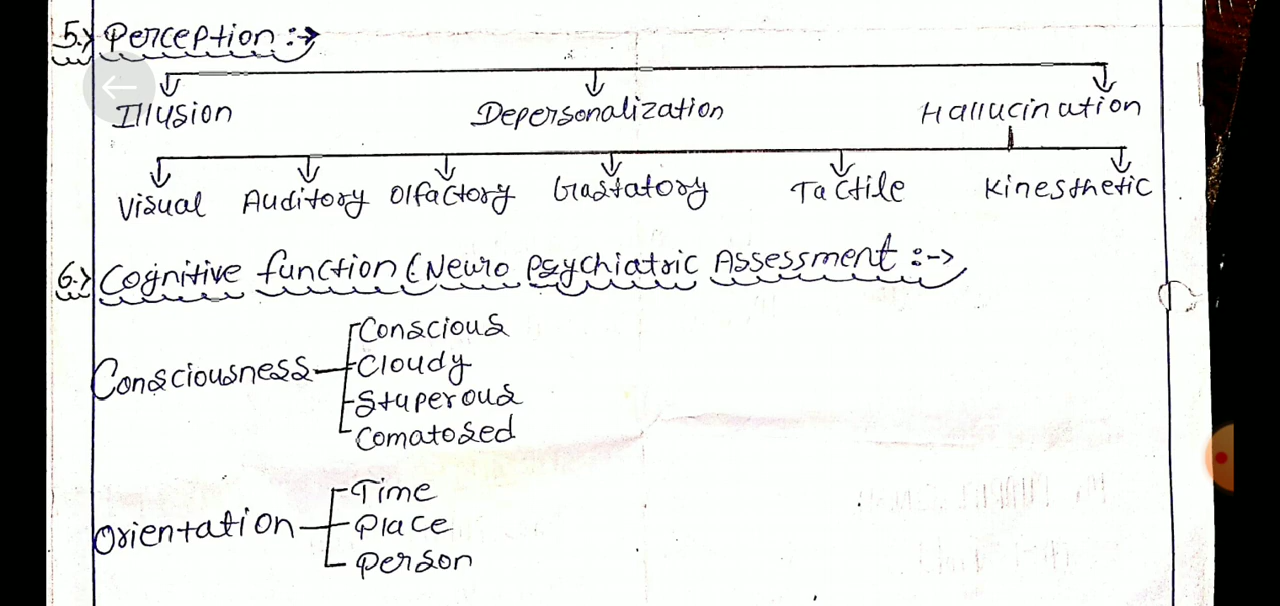 5.) Perception :→
Illusion Depersonalization Hallucination
Visual Auditory Olfactory Gastatory Tactile Kinesthetic
6.) Cognitive function (Neuro Psychiatric Assessment :->
Consciousness
Conscious
Cloudy
Stuperous
Comatosed
Orientation
Time
Place
Person